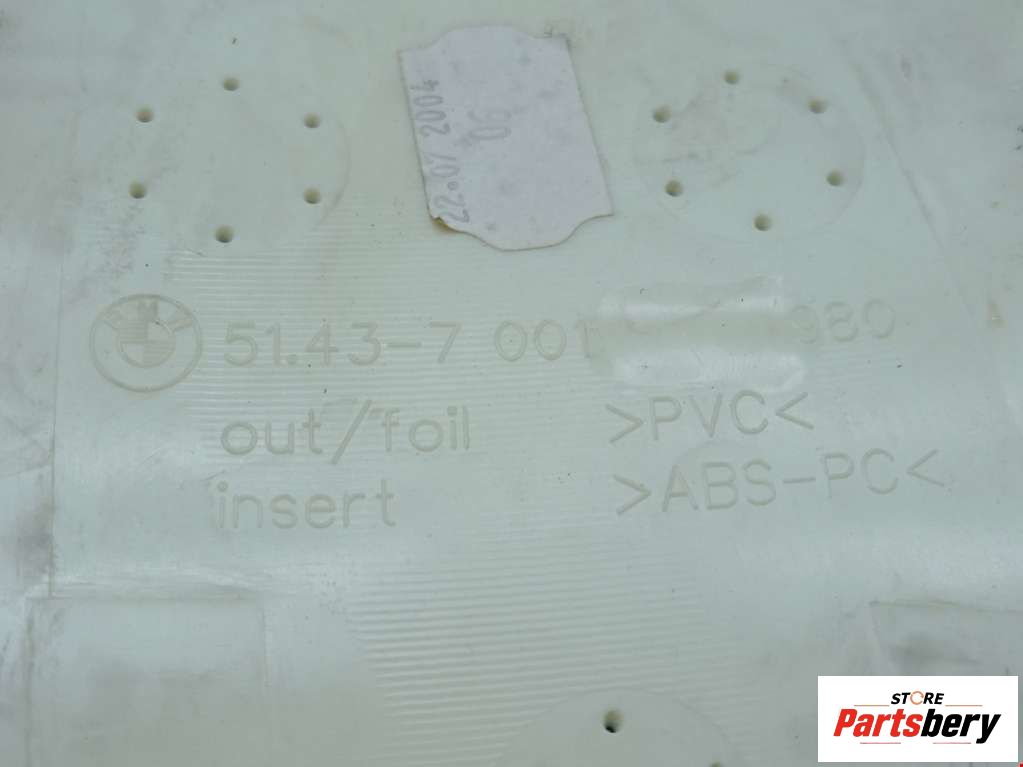 22.07 2004
06
51.43-7 001 980
out/foil >PVC<
insert >ABS-PC<
STORE
Partsbery